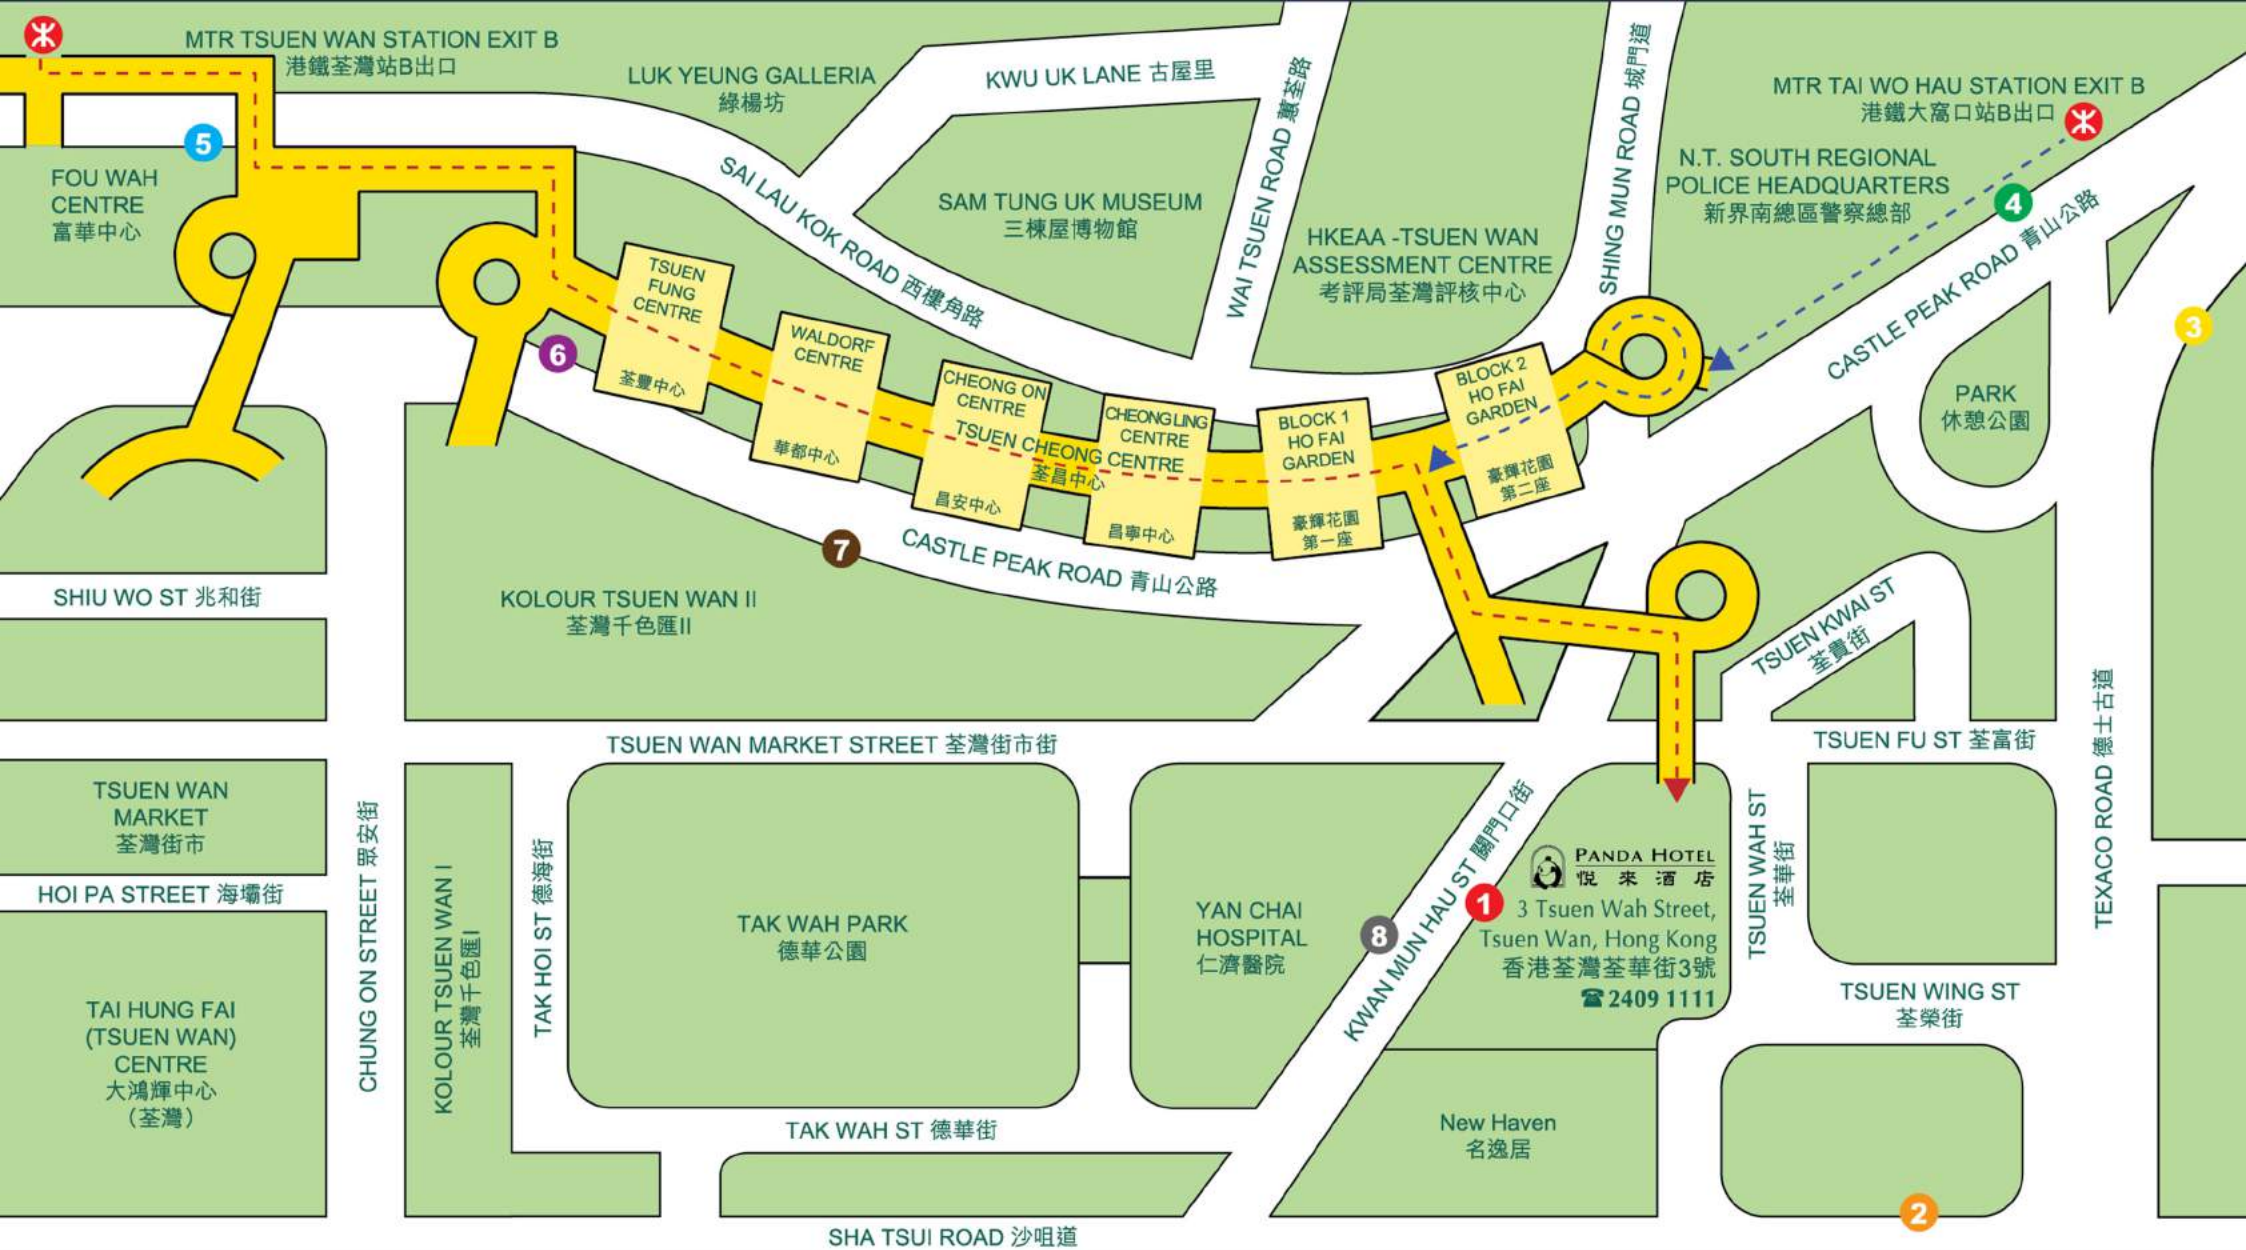 MTR TSUEN WAN STATION EXIT B
港鐵荃灣站B出口
LUK YEUNG GALLERIA
綠楊坊
KWU UK LANE 古屋里
WAI TSUEN ROAD 蕙荃路
SHING MUN ROAD 城門道
MTR TAI WO HAU STATION EXIT B
港鐵大窩口站B出口
5
FOU WAH
CENTRE
富華中心
SAI LAU KOK ROAD 西樓角路
SAM TUNG UK MUSEUM
三棟屋博物館
HKEAA -TSUEN WAN
ASSESSMENT CENTRE
考評局荃灣評核中心
N.T. SOUTH REGIONAL
POLICE HEADQUARTERS
新界南總區警察總部
4
CASTLE PEAK ROAD 青山公路
3
6
TSUEN
FUNG
CENTRE
荃豐中心
WALDORF
CENTRE
華都中心
CHEONG ON
CENTRE
昌安中心
TSUEN CHEONG CENTRE
荃昌中心
CHEONG LING
CENTRE
昌寧中心
BLOCK 1
HO FAI
GARDEN
豪輝花園
第一座
BLOCK 2
HO FAI
GARDEN
豪輝花園
第二座
PARK
休憩公園
7
CASTLE PEAK ROAD 青山公路
SHIU WO ST 兆和街
KOLOUR TSUEN WAN II
荃灣千色匯II
TSUEN KWAI ST
荃貴街
TSUEN WAN MARKET STREET 荃灣街市街
TSUEN FU ST 荃富街
TEXACO ROAD 德士古道
TSUEN WAN
MARKET
荃灣街市
HOI PA STREET 海壩街
CHUNG ON STREET 眾安街
KOLOUR TSUEN WAN I
荃灣千色匯I
TAK HOI ST 德海街
TAK WAH PARK
德華公園
YAN CHAI
HOSPITAL
仁濟醫院
8
KWAN MUN HAU ST 關門口街
1
PANDA HOTEL
悅來酒店
3 Tsuen Wah Street,
Tsuen Wan, Hong Kong
香港荃灣荃華街3號
☎ 2409 1111
TSUEN WAH ST
荃華街
TSUEN WING ST
荃榮街
TAI HUNG FAI
(TSUEN WAN)
CENTRE
大鴻輝中心
(荃灣)
TAK WAH ST 德華街
New Haven
名逸居
2
SHA TSUI ROAD 沙咀道